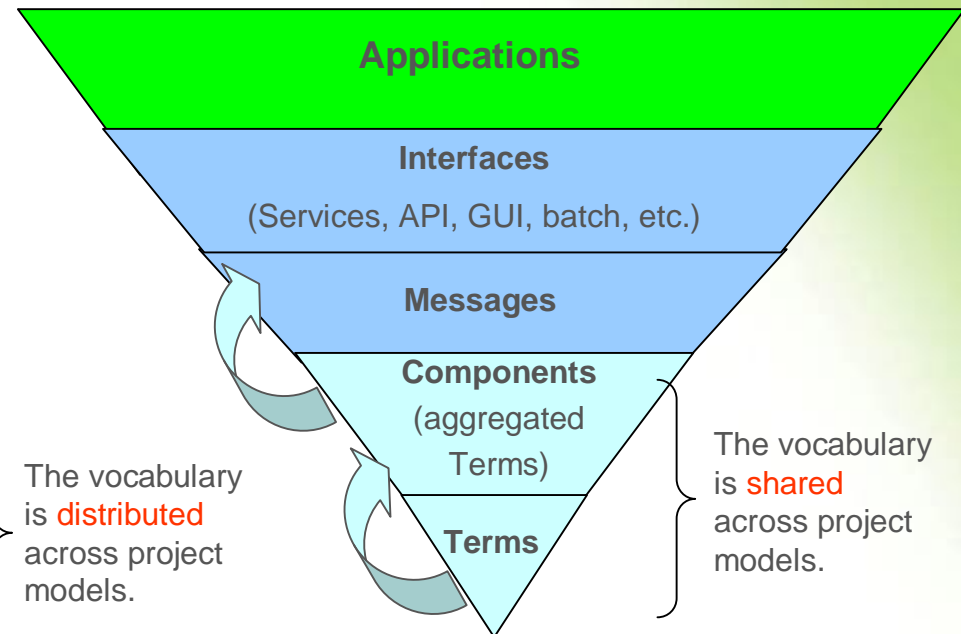 Applications
Interfaces
(Services, API, GUI, batch, etc.)
Messages
Components
(aggregated
Terms)
Terms
The vocabulary
is distributed
across project
models.
The vocabulary
is shared
across project
models.